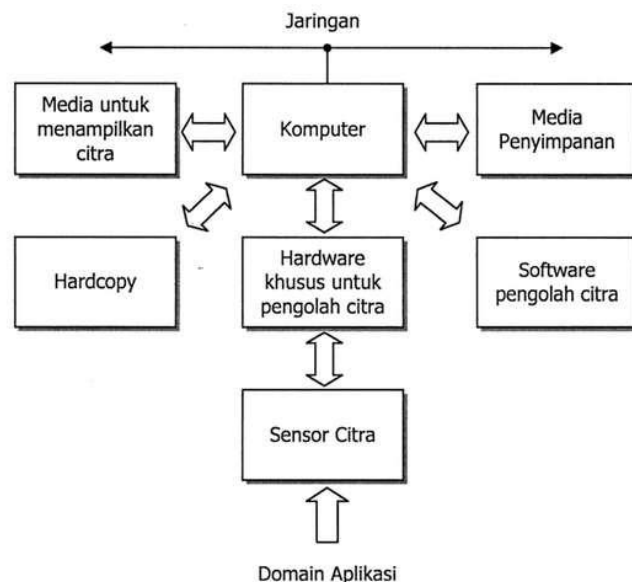 Jaringan
Media untuk
menampilkan
citra
Komputer
Media
Penyimpanan
Hardcopy
Hardware
khusus untuk
pengolah citra
Software
pengolah citra
Sensor Citra
Domain Aplikasi